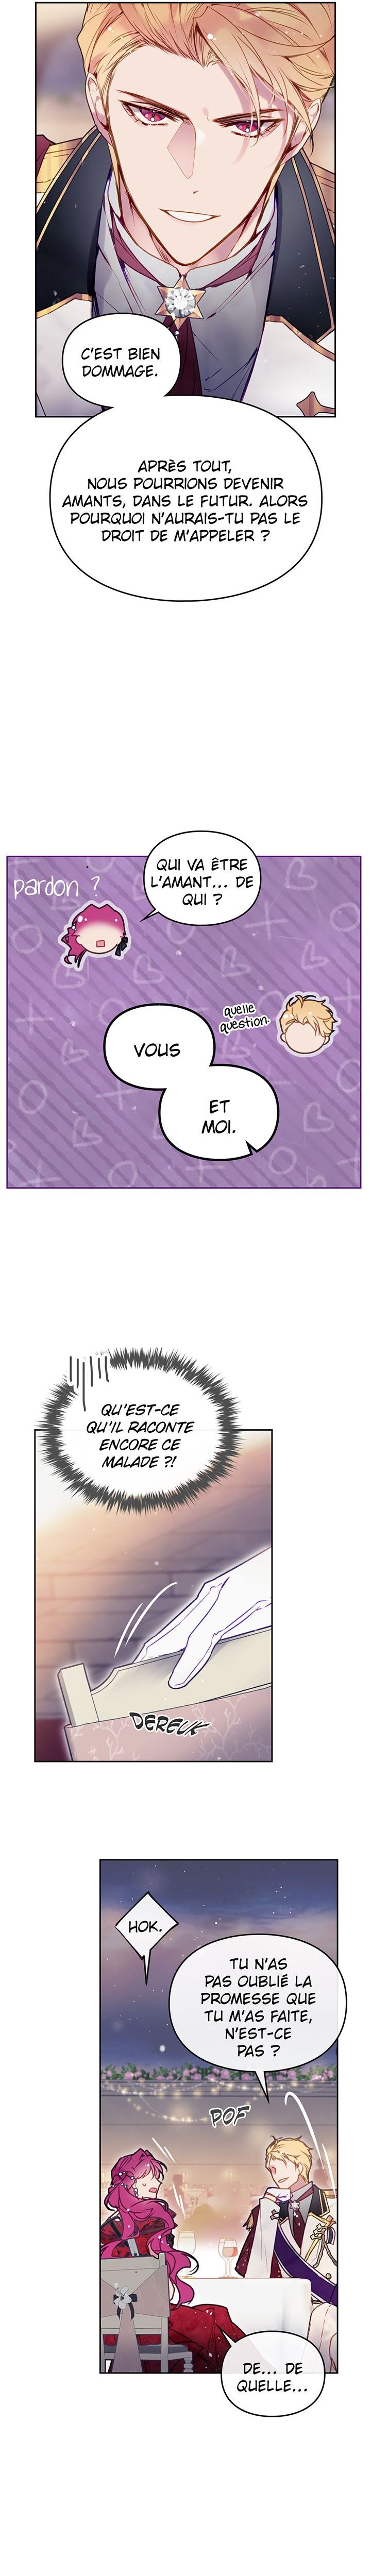 C'EST BIEN
DOMMAGE.
APRÈS TOUT,
NOUS POURRIONS DEVENIR
AMANTS, DANS LE FUTUR. ALORS
POURQUOI N'AURAIS-TU PAS LE
DROIT DE M'APPELER ?
pardon ?
QUI VA ÊTRE
L'AMANT... DE
QUI ?
quelle
question.
VOUS
ET
MOI.
QU'EST-CE
QU'IL RACONTE
ENCORE CE
MALADE ?!
DEREUK
HOK.
TU N'AS
PAS OUBLIÉ LA
PROMESSE QUE
TU M'AS FAITE,
N'EST-CE
PAS ?
POF
DE... DE
QUELLE...